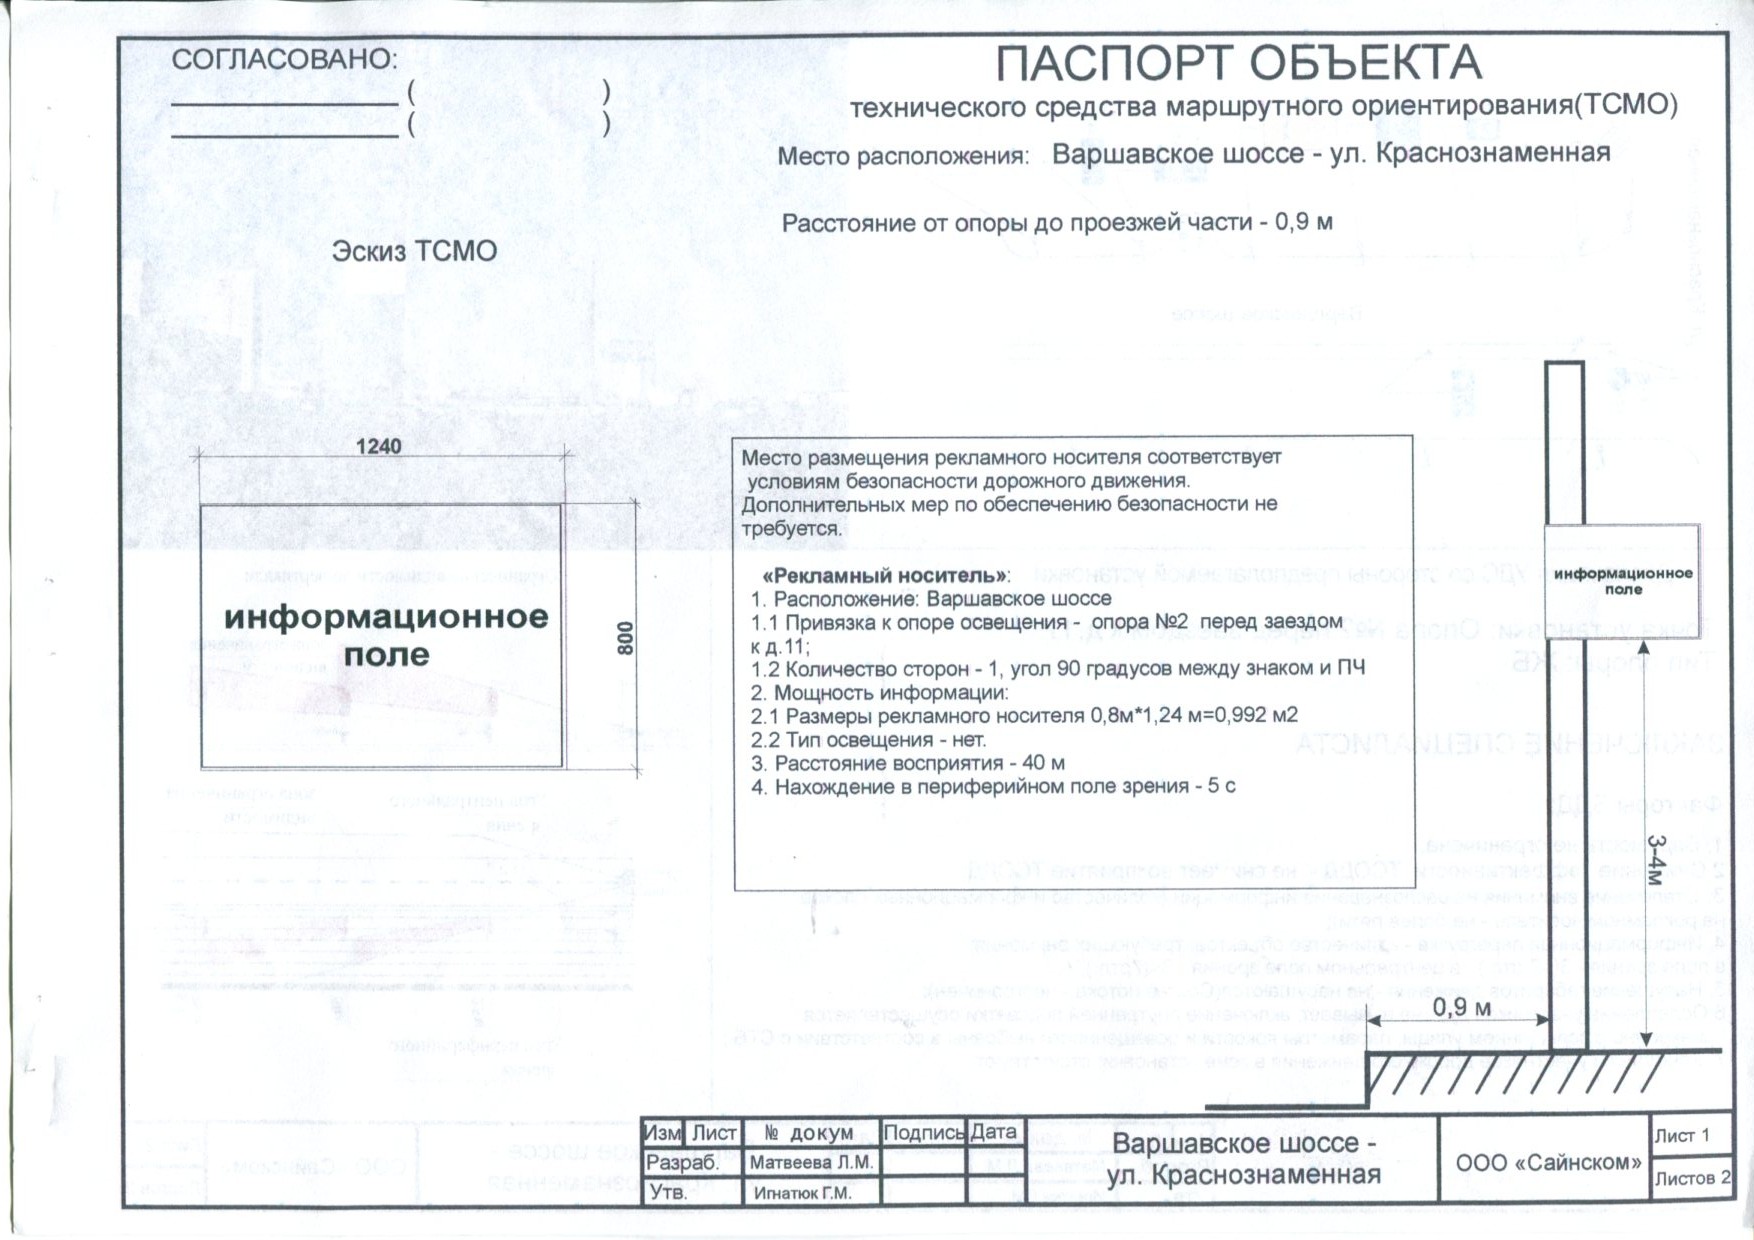 СОГЛАСОВАНО:
( )
( )
ПАСПОРТ ОБЪЕКТА
технического средства маршрутного ориентирования(ТСМО)
Место расположения: Варшавское шоссе - ул. Краснознаменная
Расстояние от опоры до проезжей части - 0,9 м
Эскиз ТСМО
1240
800
информационное
поле
Место размещения рекламного носителя соответствует
условиям безопасности дорожного движения.
Дополнительных мер по обеспечению безопасности не
требуется.
«Рекламный носитель»:
1. Расположение: Варшавское шоссе
1.1 Привязка к опоре освещения - опора №2 перед заездом
к д.11;
1.2 Количество сторон - 1, угол 90 градусов между знаком и ПЧ
2. Мощность информации:
2.1 Размеры рекламного носителя 0,8м*1,24 м=0,992 м2
2.2 Тип освещения - нет.
3. Расстояние восприятия - 40 м
4. Нахождение в периферийном поле зрения - 5 с
информационное
поле
3-4м
0,9 м
Изм Лист № докум Подпись Дата
Разраб. Матвеева Л.М.
Утв. Игнатюк Г.М.
Варшавское шоссе -
ул. Краснознаменная
ООО «Сайнском»
Лист 1
Листов 2